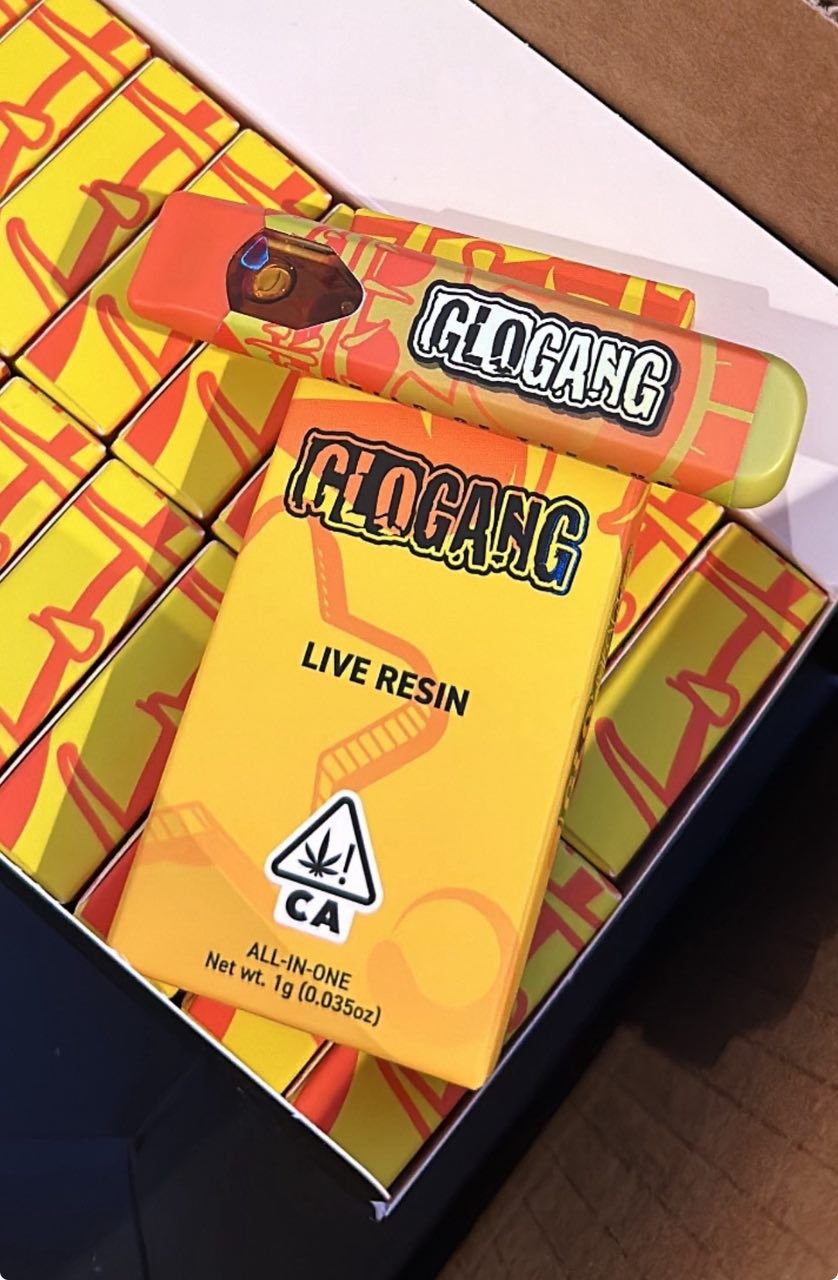 GLOGANG
GLOGANG
LIVE RESIN
CA
ALL-IN-ONE
Net wt. 1g (0.035oz)